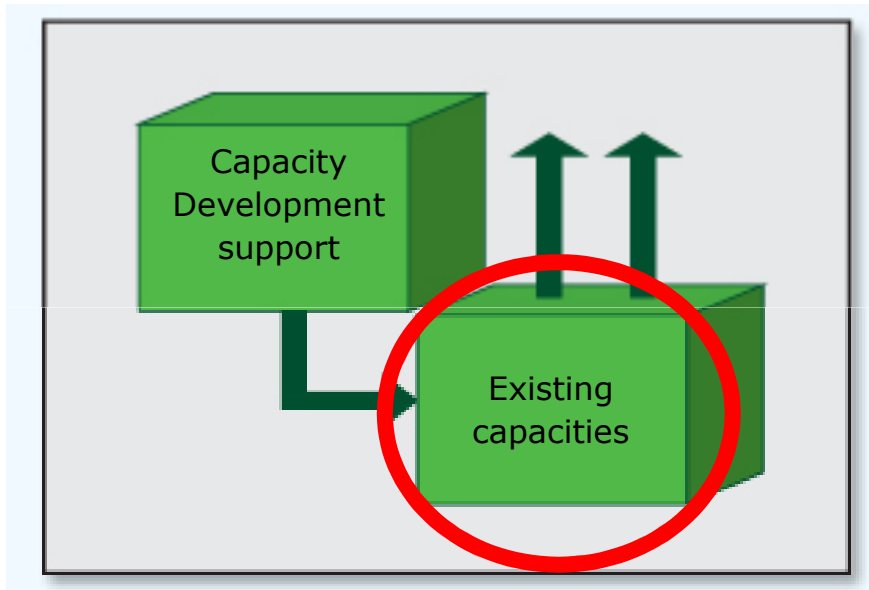 Capacity
Development
support
Existing
capacities